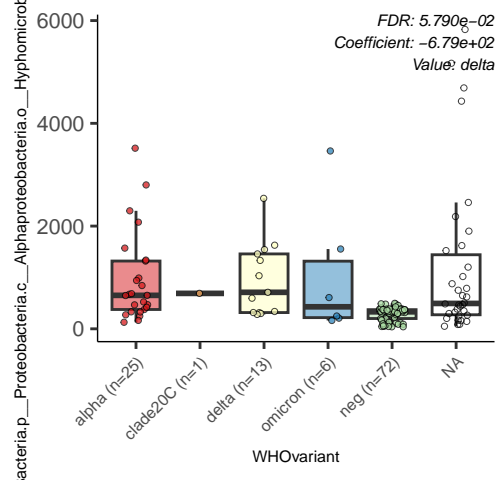 FDR: 5.790e−02
Coefficient: −6.79e+02
Value: delta
6000
4000
2000
0
alpha (n=25)
clade20C (n=1)
delta (n=13)
omicron (n=6)
neg (n=72)
NA
WHOvariant
acteria.p__Proteobacteria.c__Alphaproteobacteria.o__Hyphomicrob